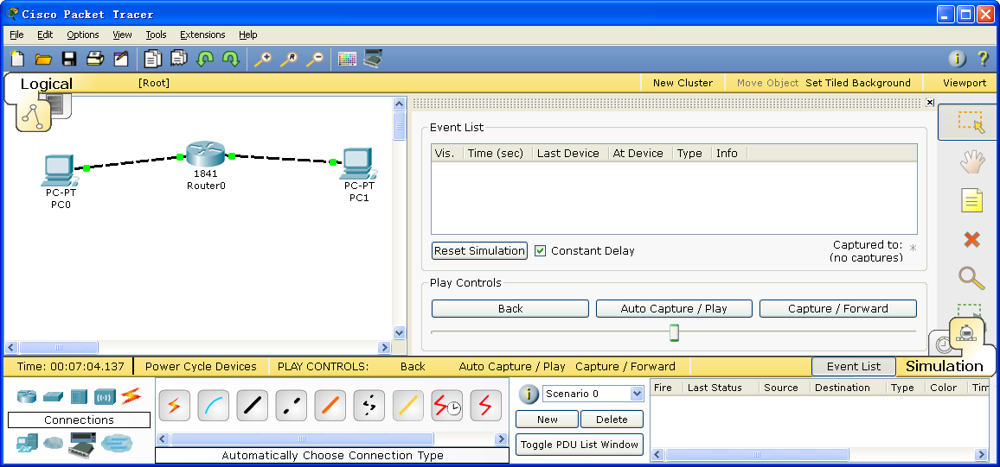 Cisco Packet Tracer
File Edit Options View Tools Extensions Help
Logical [Root] New Cluster Move Object Set Tiled Background Viewport
PC-PT
PC0
1841
Router0
PC-PT
PC1
Event List
Vis. Time (sec) Last Device At Device Type Info
Reset Simulation Constant Delay Captured to:
(no captures)
*
Play Controls
Back Auto Capture / Play Capture / Forward
Time: 00:07:04.137 Power Cycle Devices PLAY CONTROLS: Back Auto Capture / Play Capture / Forward Event List Simulation
Connections
Automatically Choose Connection Type
Scenario 0
New Delete
Toggle PDU List Window
Fire Last Status Source Destination Type Color Tim